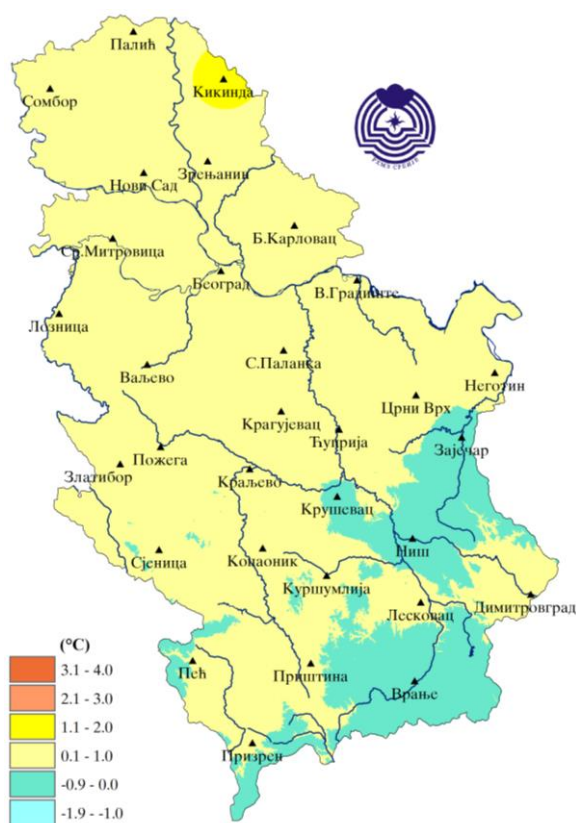 Палић
Кикинда
Сомбор
Зрењанин
Нови Сад
Б.Карловац
Ср.Митровица
Београд
В.Градиште
Лозница
С.Паланка
Ваљево
Неготин
Црни Врх
Крагујевац
Ћуприја
Зајечар
Пожега
Златибор
Краљево
Крушевац
Ниш
Сјеница
Копаоник
Куршумлија
Лесковац
Димитровград
Пећ
Приштина
Врање
Призрен
(°C)
3.1 - 4.0
2.1 - 3.0
1.1 - 2.0
0.1 - 1.0
-0.9 - 0.0
-1.9 - -1.0